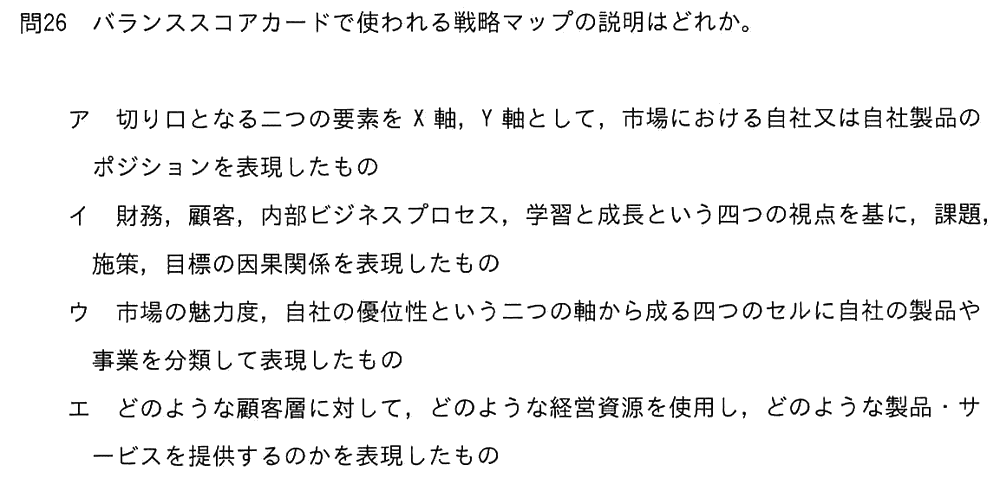 問26　バランススコアカードで使われる戦略マップの説明はどれか。
ア　切り口となる二つの要素を X 軸，Y 軸として，市場における自社又は自社製品の
ポジションを表現したもの
イ　財務，顧客，内部ビジネスプロセス，学習と成長という四つの視点を基に，課題，
施策，目標の因果関係を表現したもの
ウ　市場の魅力度，自社の優位性という二つの軸から成る四つのセルに自社の製品や
事業を分類して表現したもの
エ　どのような顧客層に対して，どのような経営資源を使用し，どのような製品・サ
ービスを提供するのかを表現したもの